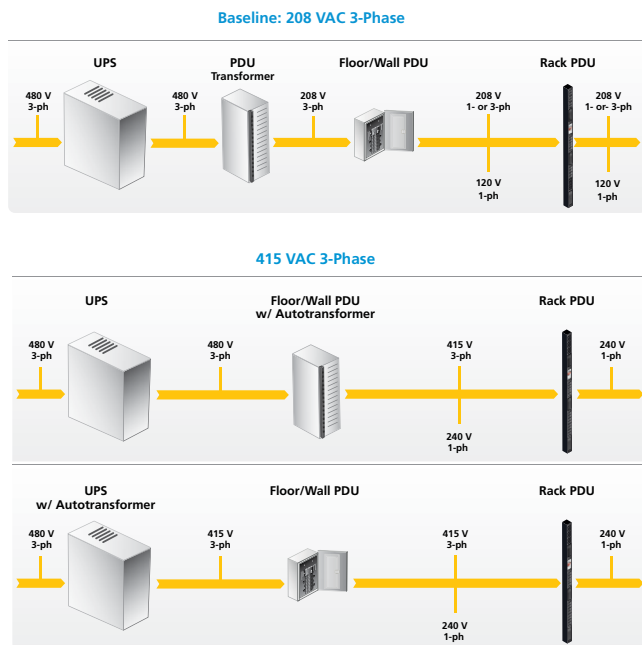 Baseline: 208 VAC 3-Phase
UPS
PDU
Transformer
Floor/Wall PDU
Rack PDU
480 V
3-ph
480 V
3-ph
208 V
3-ph
208 V
1- or 3-ph
120 V
1-ph
208 V
1- or- 3-ph
120 V
1-ph
415 VAC 3-Phase
UPS
Floor/Wall PDU
w/ Autotransformer
Rack PDU
480 V
3-ph
480 V
3-ph
415 V
3-ph
240 V
1-ph
240 V
1-ph
UPS
w/ Autotransformer
Floor/Wall PDU
Rack PDU
480 V
3-ph
415 V
3-ph
415 V
3-ph
240 V
1-ph
240 V
1-ph